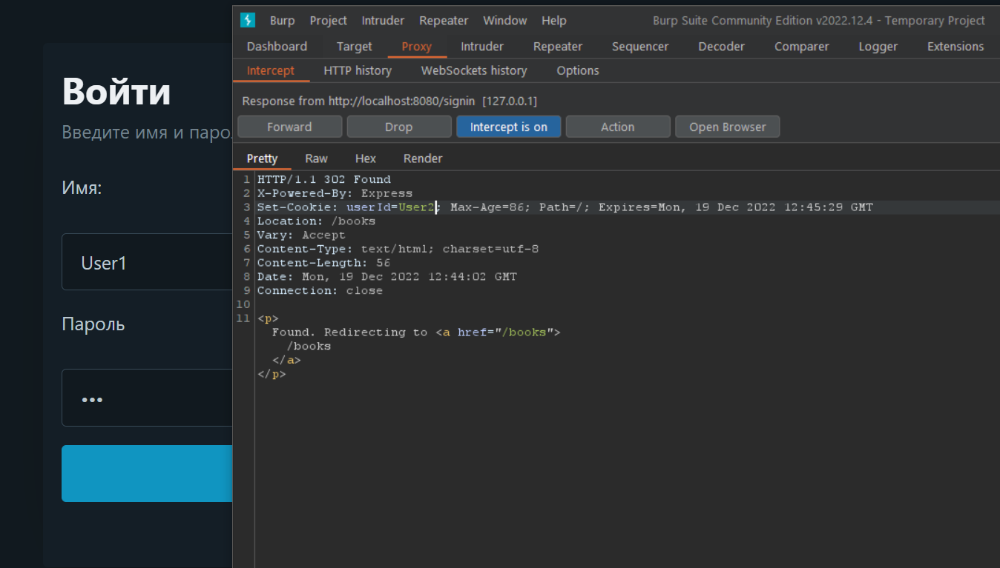 Войти
Введите имя и паро
Имя:
User1
Пароль
Burp Project Intruder Repeater Window Help Burp Suite Community Edition v2022.12.4 - Temporary Project
Dashboard Target Proxy Intruder Repeater Sequencer Decoder Comparer Logger Extensions
Intercept HTTP history WebSockets history Options
Response from http://localhost:8080/signin [127.0.0.1]
Forward Drop Intercept is on Action Open Browser
Pretty Raw Hex Render
1 HTTP/1.1 302 Found
2 X-Powered-By: Express
3 Set-Cookie: userId=User2; Max-Age=86; Path=/; Expires=Mon, 19 Dec 2022 12:45:29 GMT
4 Location: /books
5 Vary: Accept
6 Content-Type: text/html; charset=utf-8
7 Content-Length: 56
8 Date: Mon, 19 Dec 2022 12:44:02 GMT
9 Connection: close
10
11 <p>
Found. Redirecting to <a href="/books">
/books
</a>
</p>